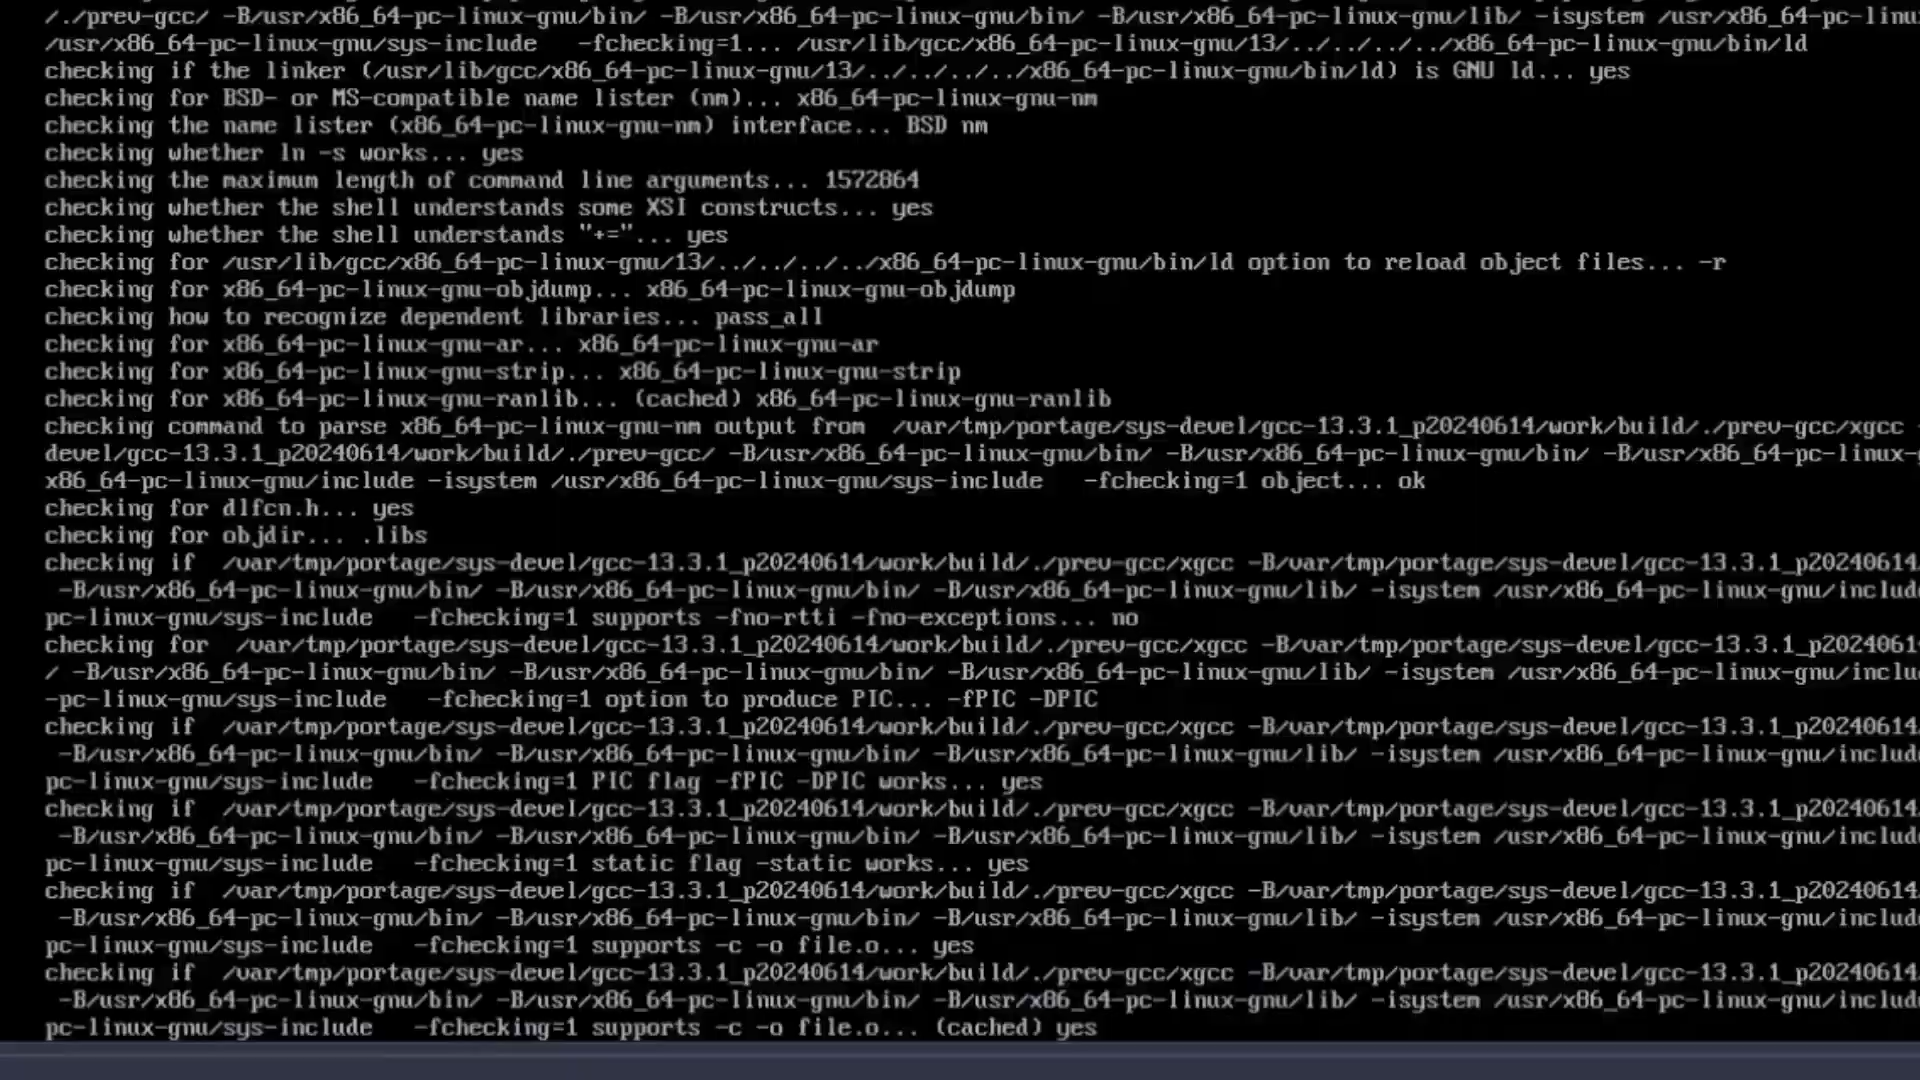 /./prev-gcc/ -B/usr/x86_64-pc-linux-gnu/bin/ -B/usr/x86_64-pc-linux-gnu/bin/ -B/usr/x86_64-pc-linux-gnu/lib/ -isystem /usr/x86_64-pc-linu
/usr/x86_64-pc-linux-gnu/sys-include   -fchecking=1... /usr/lib/gcc/x86_64-pc-linux-gnu/13/../../../../x86_64-pc-linux-gnu/bin/ld
checking if the linker (/usr/lib/gcc/x86_64-pc-linux-gnu/13/../../../../x86_64-pc-linux-gnu/bin/ld) is GNU ld... yes
checking for BSD- or MS-compatible name lister (nm)... x86_64-pc-linux-gnu-nm
checking the name lister (x86_64-pc-linux-gnu-nm) interface... BSD nm
checking whether ln -s works... yes
checking the maximum length of command line arguments... 1572864
checking whether the shell understands some XSI constructs... yes
checking whether the shell understands "+="... yes
checking for /usr/lib/gcc/x86_64-pc-linux-gnu/13/../../../../x86_64-pc-linux-gnu/bin/ld option to reload object files... -r
checking for x86_64-pc-linux-gnu-objdump... x86_64-pc-linux-gnu-objdump
checking how to recognize dependent libraries... pass_all
checking for x86_64-pc-linux-gnu-ar... x86_64-pc-linux-gnu-ar
checking for x86_64-pc-linux-gnu-strip... x86_64-pc-linux-gnu-strip
checking for x86_64-pc-linux-gnu-ranlib... (cached) x86_64-pc-linux-gnu-ranlib
checking command to parse x86_64-pc-linux-gnu-nm output from  /var/tmp/portage/sys-devel/gcc-13.3.1_p20240614/work/build/./prev-gcc/xgcc -
devel/gcc-13.3.1_p20240614/work/build/./prev-gcc/ -B/usr/x86_64-pc-linux-gnu/bin/ -B/usr/x86_64-pc-linux-gnu/bin/ -B/usr/x86_64-pc-linux-g
x86_64-pc-linux-gnu/include -isystem /usr/x86_64-pc-linux-gnu/sys-include   -fchecking=1 object... ok
checking for dlfcn.h... yes
checking for objdir... .libs
checking if  /var/tmp/portage/sys-devel/gcc-13.3.1_p20240614/work/build/./prev-gcc/xgcc -B/var/tmp/portage/sys-devel/gcc-13.3.1_p20240614/
 -B/usr/x86_64-pc-linux-gnu/bin/ -B/usr/x86_64-pc-linux-gnu/bin/ -B/usr/x86_64-pc-linux-gnu/lib/ -isystem /usr/x86_64-pc-linux-gnu/include
pc-linux-gnu/sys-include   -fchecking=1 supports -fno-rtti -fno-exceptions... no
checking for  /var/tmp/portage/sys-devel/gcc-13.3.1_p20240614/work/build/./prev-gcc/xgcc -B/var/tmp/portage/sys-devel/gcc-13.3.1_p2024061
/ -B/usr/x86_64-pc-linux-gnu/bin/ -B/usr/x86_64-pc-linux-gnu/bin/ -B/usr/x86_64-pc-linux-gnu/lib/ -isystem /usr/x86_64-pc-linux-gnu/inclu
-pc-linux-gnu/sys-include   -fchecking=1 option to produce PIC... -fPIC -DPIC
checking if  /var/tmp/portage/sys-devel/gcc-13.3.1_p20240614/work/build/./prev-gcc/xgcc -B/var/tmp/portage/sys-devel/gcc-13.3.1_p20240614/
 -B/usr/x86_64-pc-linux-gnu/bin/ -B/usr/x86_64-pc-linux-gnu/bin/ -B/usr/x86_64-pc-linux-gnu/lib/ -isystem /usr/x86_64-pc-linux-gnu/include
pc-linux-gnu/sys-include   -fchecking=1 PIC flag -fPIC -DPIC works... yes
checking if  /var/tmp/portage/sys-devel/gcc-13.3.1_p20240614/work/build/./prev-gcc/xgcc -B/var/tmp/portage/sys-devel/gcc-13.3.1_p20240614/
 -B/usr/x86_64-pc-linux-gnu/bin/ -B/usr/x86_64-pc-linux-gnu/bin/ -B/usr/x86_64-pc-linux-gnu/lib/ -isystem /usr/x86_64-pc-linux-gnu/include
pc-linux-gnu/sys-include   -fchecking=1 static flag -static works... yes
checking if  /var/tmp/portage/sys-devel/gcc-13.3.1_p20240614/work/build/./prev-gcc/xgcc -B/var/tmp/portage/sys-devel/gcc-13.3.1_p20240614/
 -B/usr/x86_64-pc-linux-gnu/bin/ -B/usr/x86_64-pc-linux-gnu/bin/ -B/usr/x86_64-pc-linux-gnu/lib/ -isystem /usr/x86_64-pc-linux-gnu/include
pc-linux-gnu/sys-include   -fchecking=1 supports -c -o file.o... yes
checking if  /var/tmp/portage/sys-devel/gcc-13.3.1_p20240614/work/build/./prev-gcc/xgcc -B/var/tmp/portage/sys-devel/gcc-13.3.1_p20240614/
 -B/usr/x86_64-pc-linux-gnu/bin/ -B/usr/x86_64-pc-linux-gnu/bin/ -B/usr/x86_64-pc-linux-gnu/lib/ -isystem /usr/x86_64-pc-linux-gnu/include
pc-linux-gnu/sys-include   -fchecking=1 supports -c -o file.o... (cached) yes